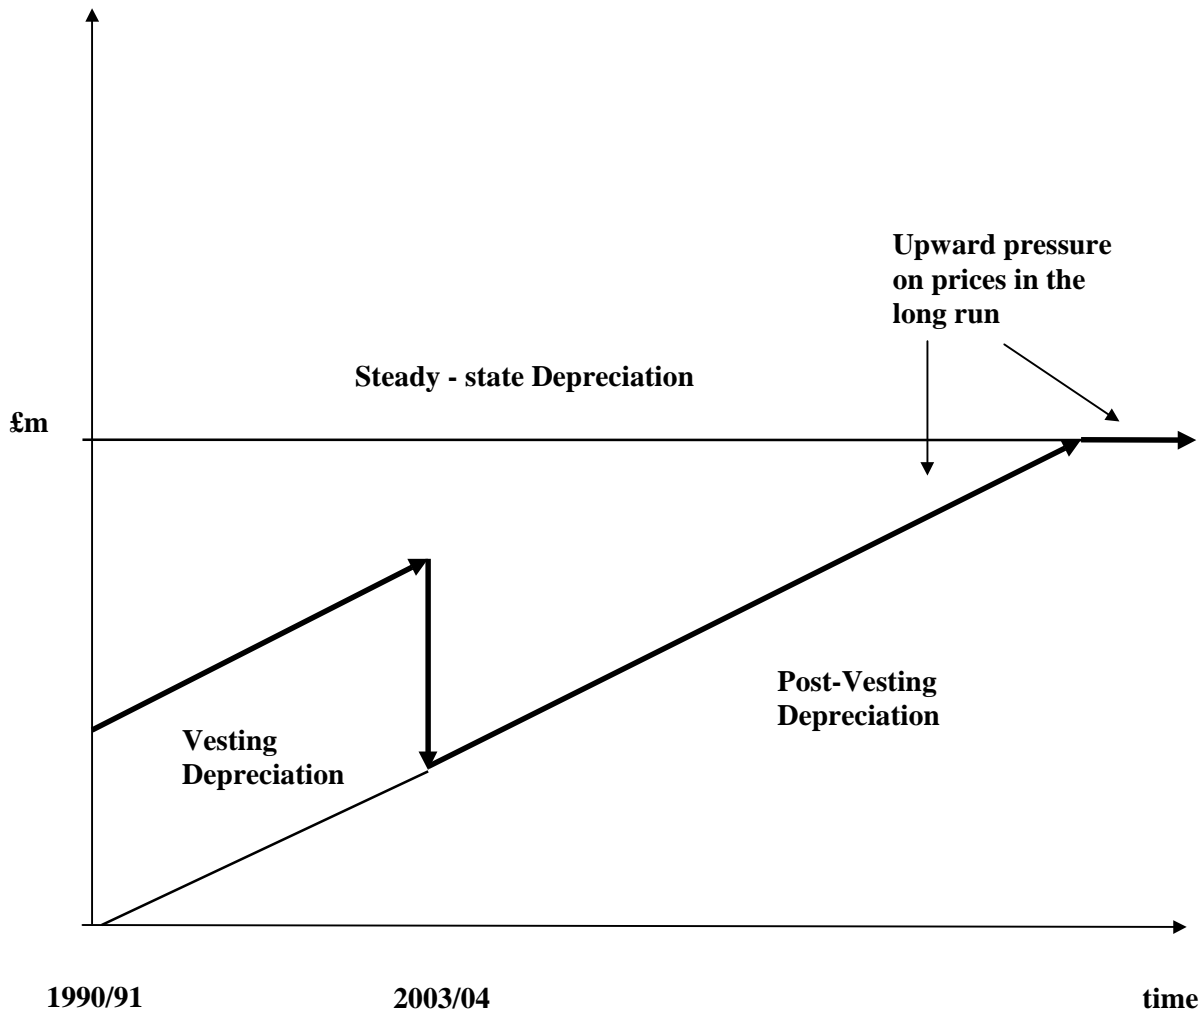 Upward pressure
on prices in the
long run
Steady - state Depreciation
£m
Post-Vesting
Depreciation
Vesting
Depreciation
1990/91
2003/04
time